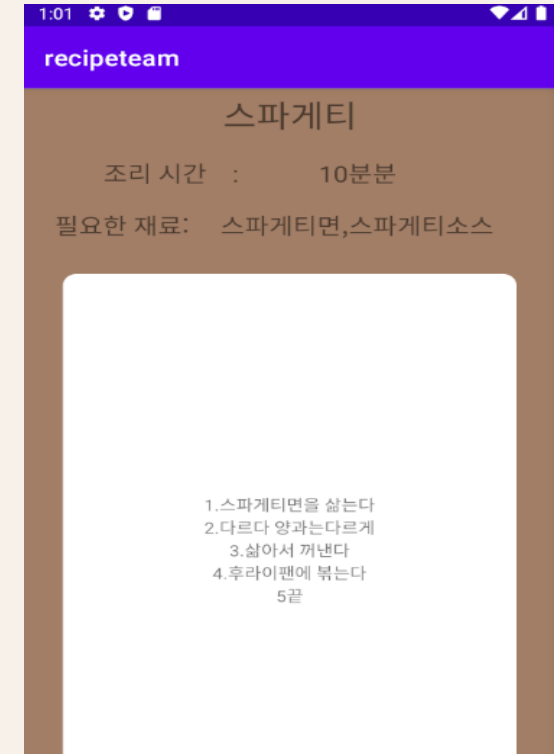 1:01
recipeteam
스파게티
조리 시간 : 10분분
필요한 재료: 스파게티면,스파게티소스
1.스파게티면을 삶는다
2.다르다 양과는다르게
3.삶아서 꺼낸다
4.후라이팬에 볶는다
5끝